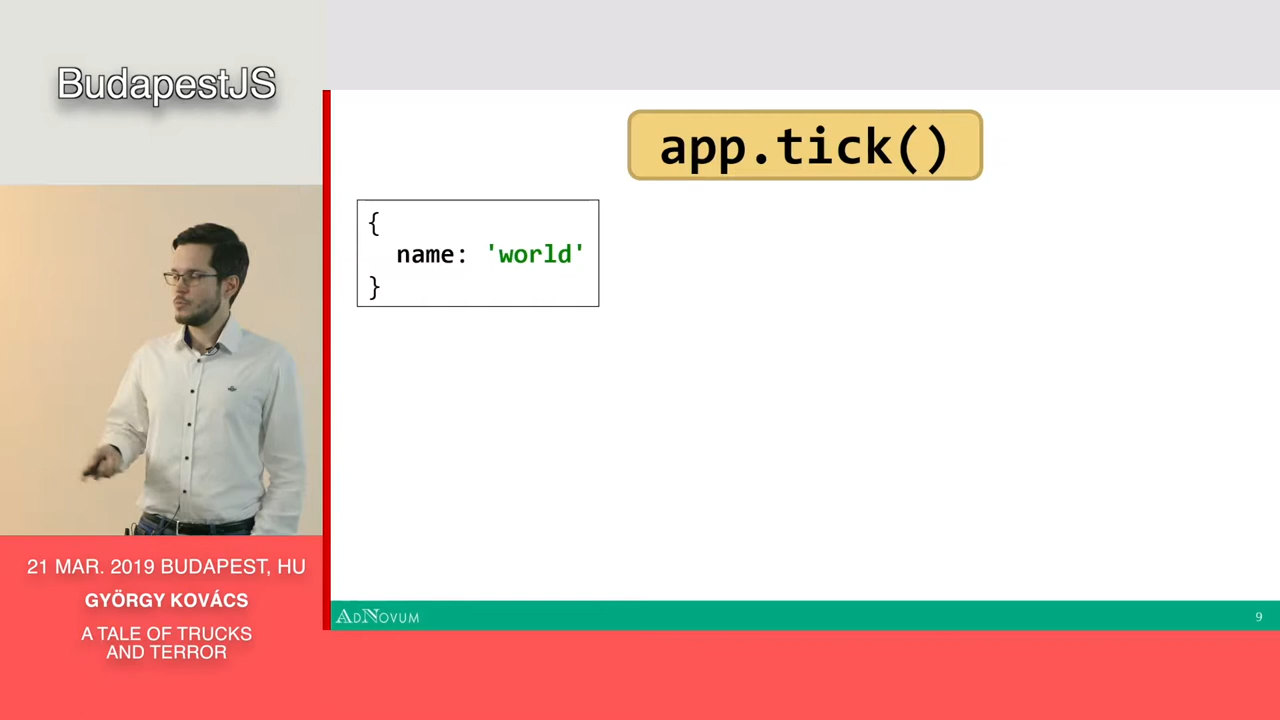 BudapestJS
app.tick()
{
name: 'world'
}
21 MAR. 2019 BUDAPEST, HU
GYÖRGY KOVÁCS
A TALE OF TRUCKS
AND TERROR
ADNOVUM
9